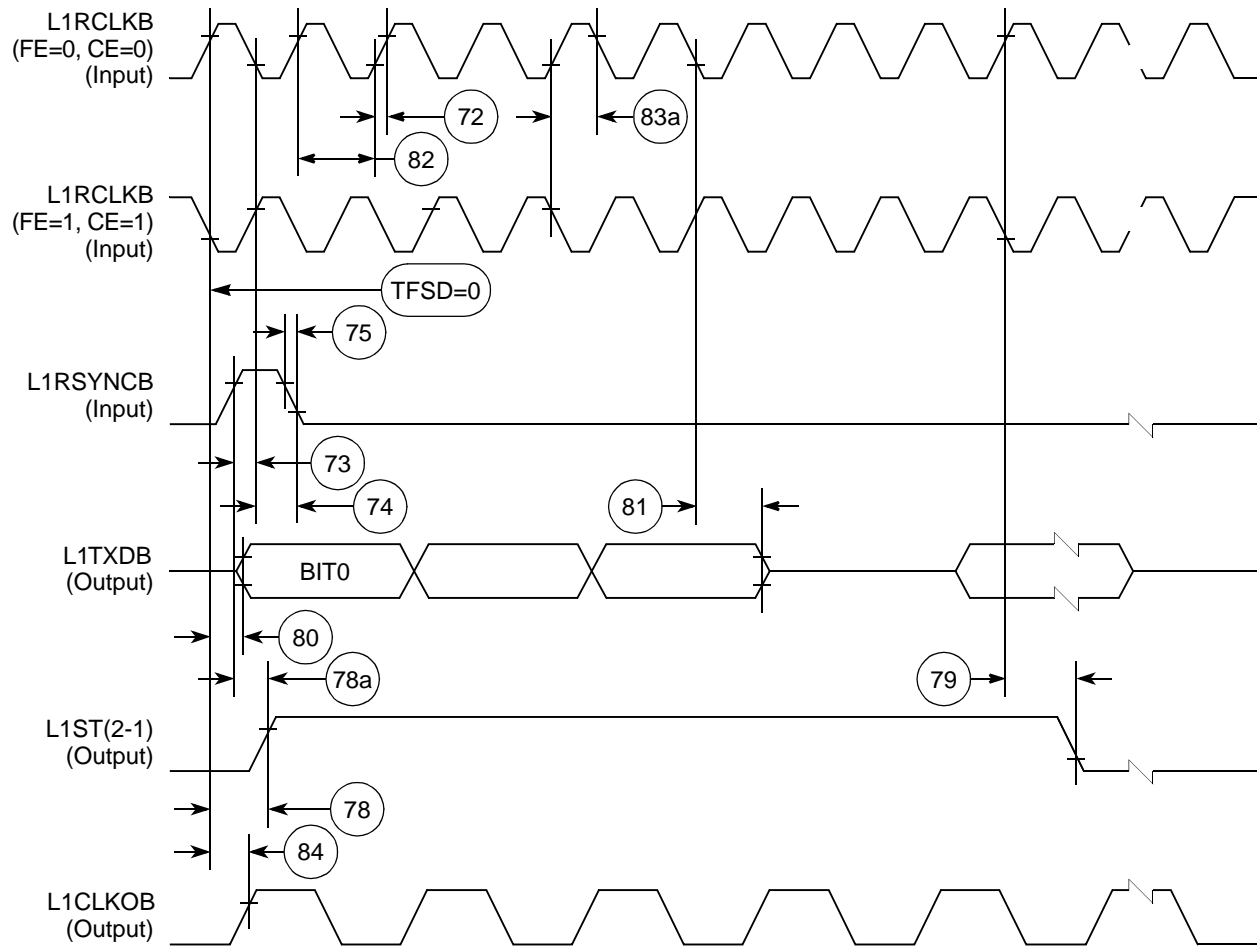 L1RCLKB
(FE=0, CE=0)
(Input)
72
83a
82
L1RCLKB
(FE=1, CE=1)
(Input)
TFSD=0
75
L1RSYNCB
(Input)
73
74
81
L1TXDB
(Output)
BIT0
80
78a
79
L1ST(2-1)
(Output)
78
84
L1CLKOB
(Output)